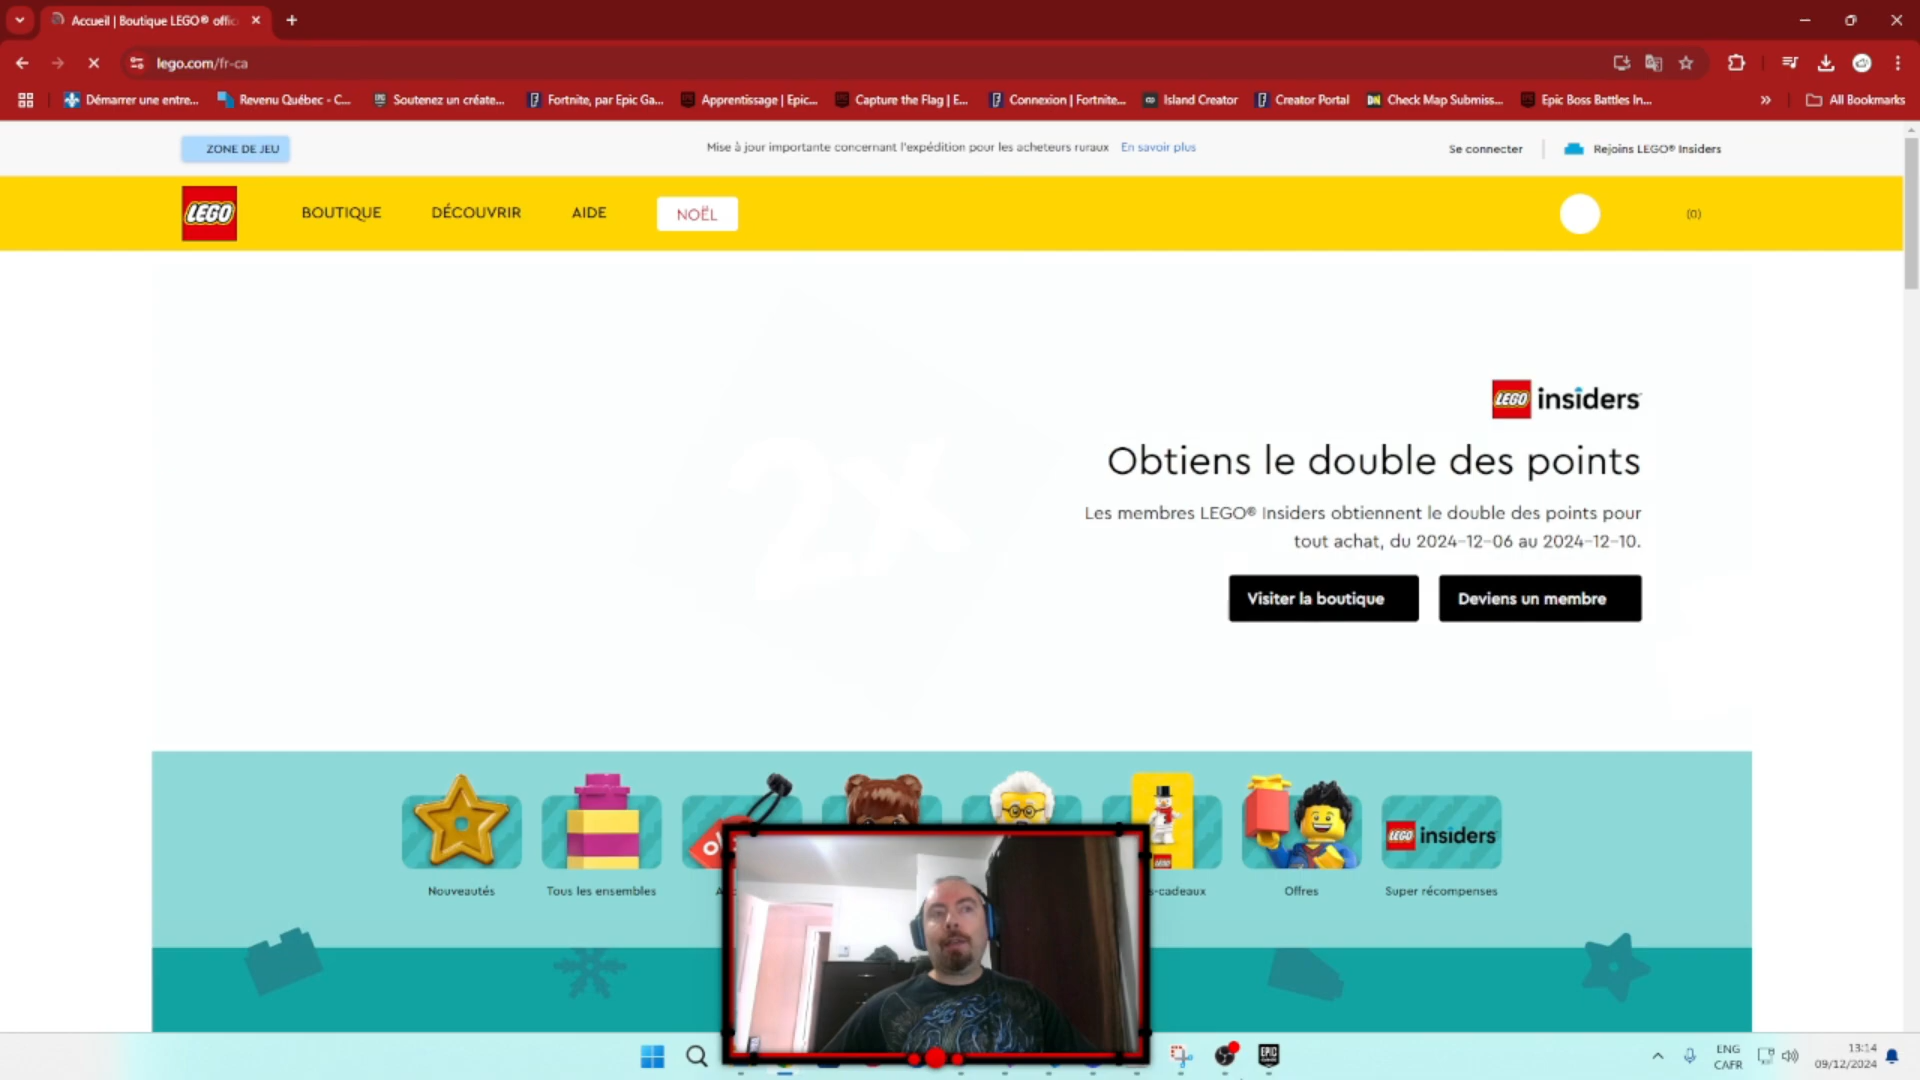 Accueil | Boutique LEGO® offic
lego.com/fr-ca
Démarrer une entre...
Revenu Québec - C...
Soutenez un créate...
Fortnite, par Epic Ga...
Apprentissage | Epic...
Capture the Flag | E...
Connexion | Fortnite...
Island Creator
Creator Portal
Check Map Submiss...
Epic Boss Battles In...
All Bookmarks
ZONE DE JEU
Mise à jour importante concernant l'expédition pour les acheteurs ruraux En savoir plus
Se connecter
Rejoins LEGO® Insiders
LEGO
BOUTIQUE
DÉCOUVRIR
AIDE
NOËL
(0)
2x
LEGO insiders
Obtiens le double des points
Les membres LEGO® Insiders obtiennent le double des points pour
tout achat, du 2024-12-06 au 2024-12-10.
Visiter la boutique
Deviens un membre
LEGO
LEGO insiders
Nouveautés
Tous les ensembles
s-cadeaux
Offres
Super récompenses
EPIC
ENG
CAFR
13:14
09/12/2024